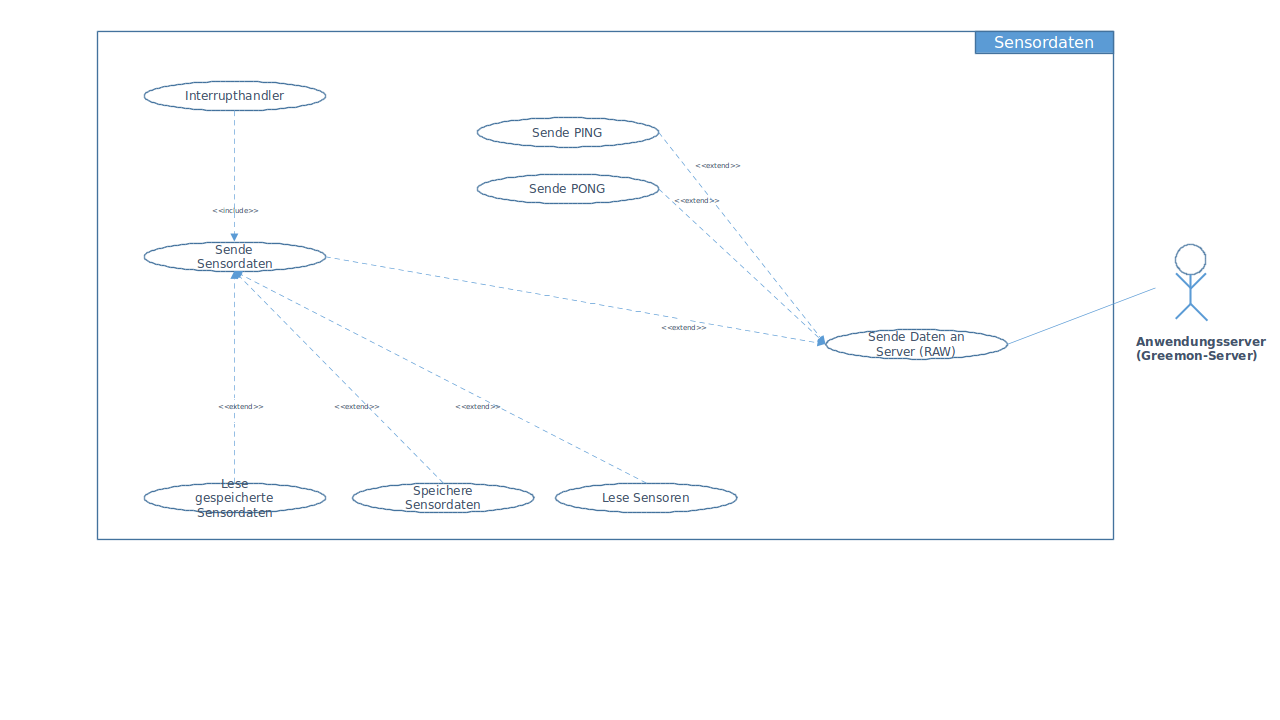 Sensordaten
Interrupthandler
Sende PING
<<extend>>
Sende PONG
<<extend>>
<<include>>
Sende
Sensordaten
<<extend>>
Sende Daten an
Server (RAW)
Anwendungsserver
(Greemon-Server)
<<extend>>
<<extend>>
<<extend>>
Lese
gespeicherte
Sensordaten
Speichere
Sensordaten
Lese Sensoren